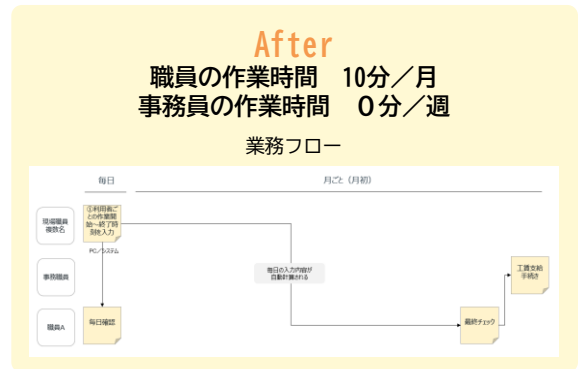 After
職員の作業時間　10分／月
事務員の作業時間　０分／週
業務フロー
毎日
月ごと（月初）
現場職員
複数名
①利用者ご
との作業開
始～終了時
刻を入力
PC／システム
事務職員
毎日の入力内容が
自動計算される
工賃支給
手続き
職員A
毎日確認
最終チェック